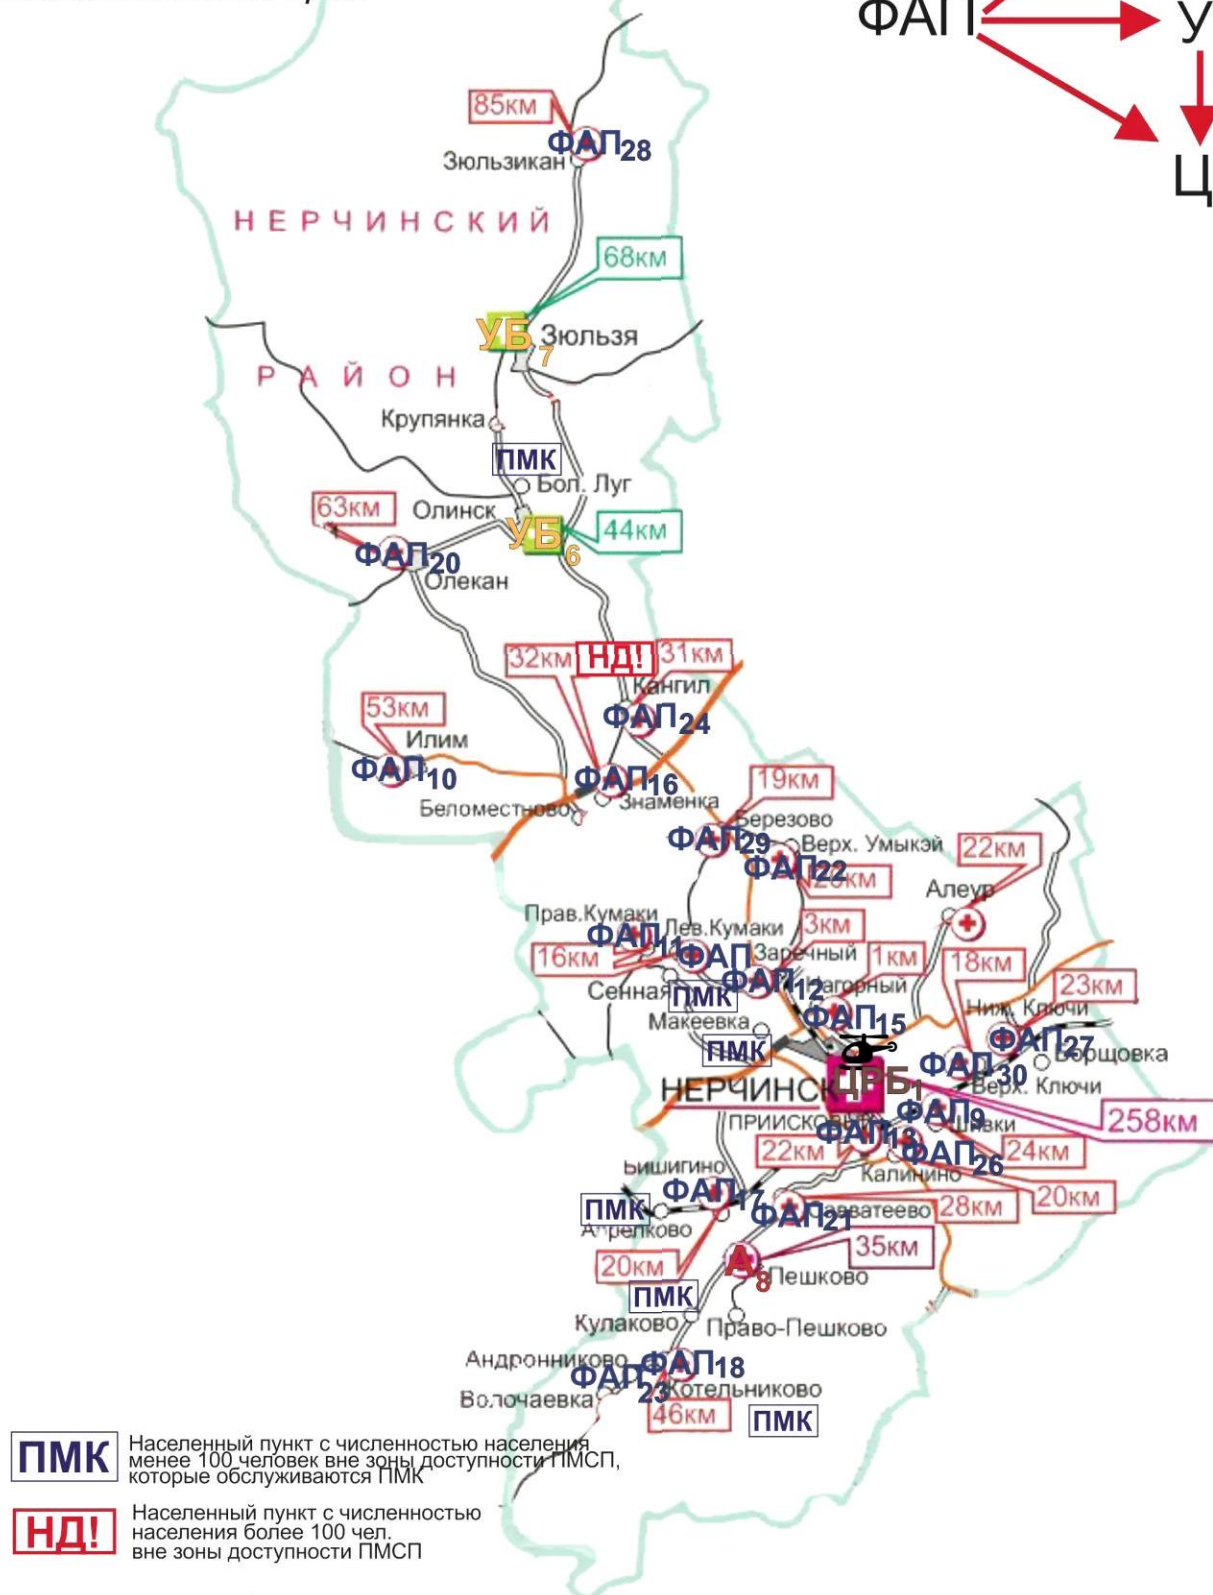 ФАП
У
Ц
85км
ФАП28
Зюльзикан
НЕРЧИНСКИЙ
68км
УБ7
Зюльзя
РАЙОН
Крупянка
ПМК
Бол. Луг
63км
Олинск
УБ6
44км
ФАП20
Олекан
32км
НД!
31км
Кангил
53км
ФАП24
Илим
ФАП10
ФАП16
19км
Беломестново
Знаменка
Березово
ФАП29
Верх. Умыкэй
22км
ФАП22
Алеур
Прав.Кумаки
Лев.Кумаки
3км
ФАП11
16км
ФАП
Заречный
1км
18км
ФАП12
Нагорный
23км
Сенная
ПМК
Ниж. Ключи
Макеевка
ФАП15
ФАП27
ПМК
Борщовка
ФАП30
НЕРЧИНСК
ЦРБ1
Верх. Ключи
258км
ФАП9
Шивки
ПРИИСКОВЫЙ
ФАП13
22км
ФАП26
24км
Бишигино
Калинино
ФАП17
20км
ПМК
ФАП21
Савватеево
28км
Апрелково
35км
20км
А8
Пешково
ПМК
Кулаково
Право-Пешково
Андронниково
ФАП18
ФАП23
Котельниково
Волочаевка
46км
ПМК
ПМК
Населенный пункт с численностью населения
менее 100 человек вне зоны доступности ПМСП,
которые обслуживаются ПМК
НД!
Населенный пункт с численностью
населения более 100 чел.
вне зоны доступности ПМСП